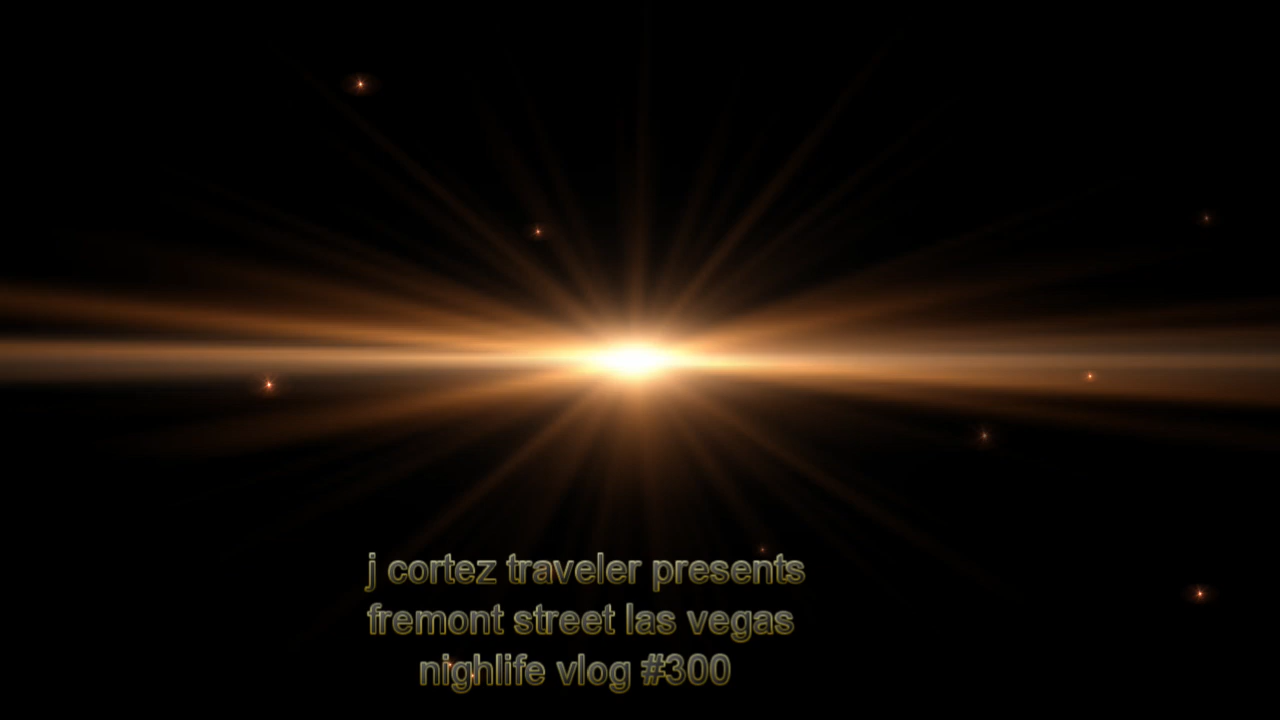 j cortez traveler presents
fremont street las vegas
nighlife vlog #300